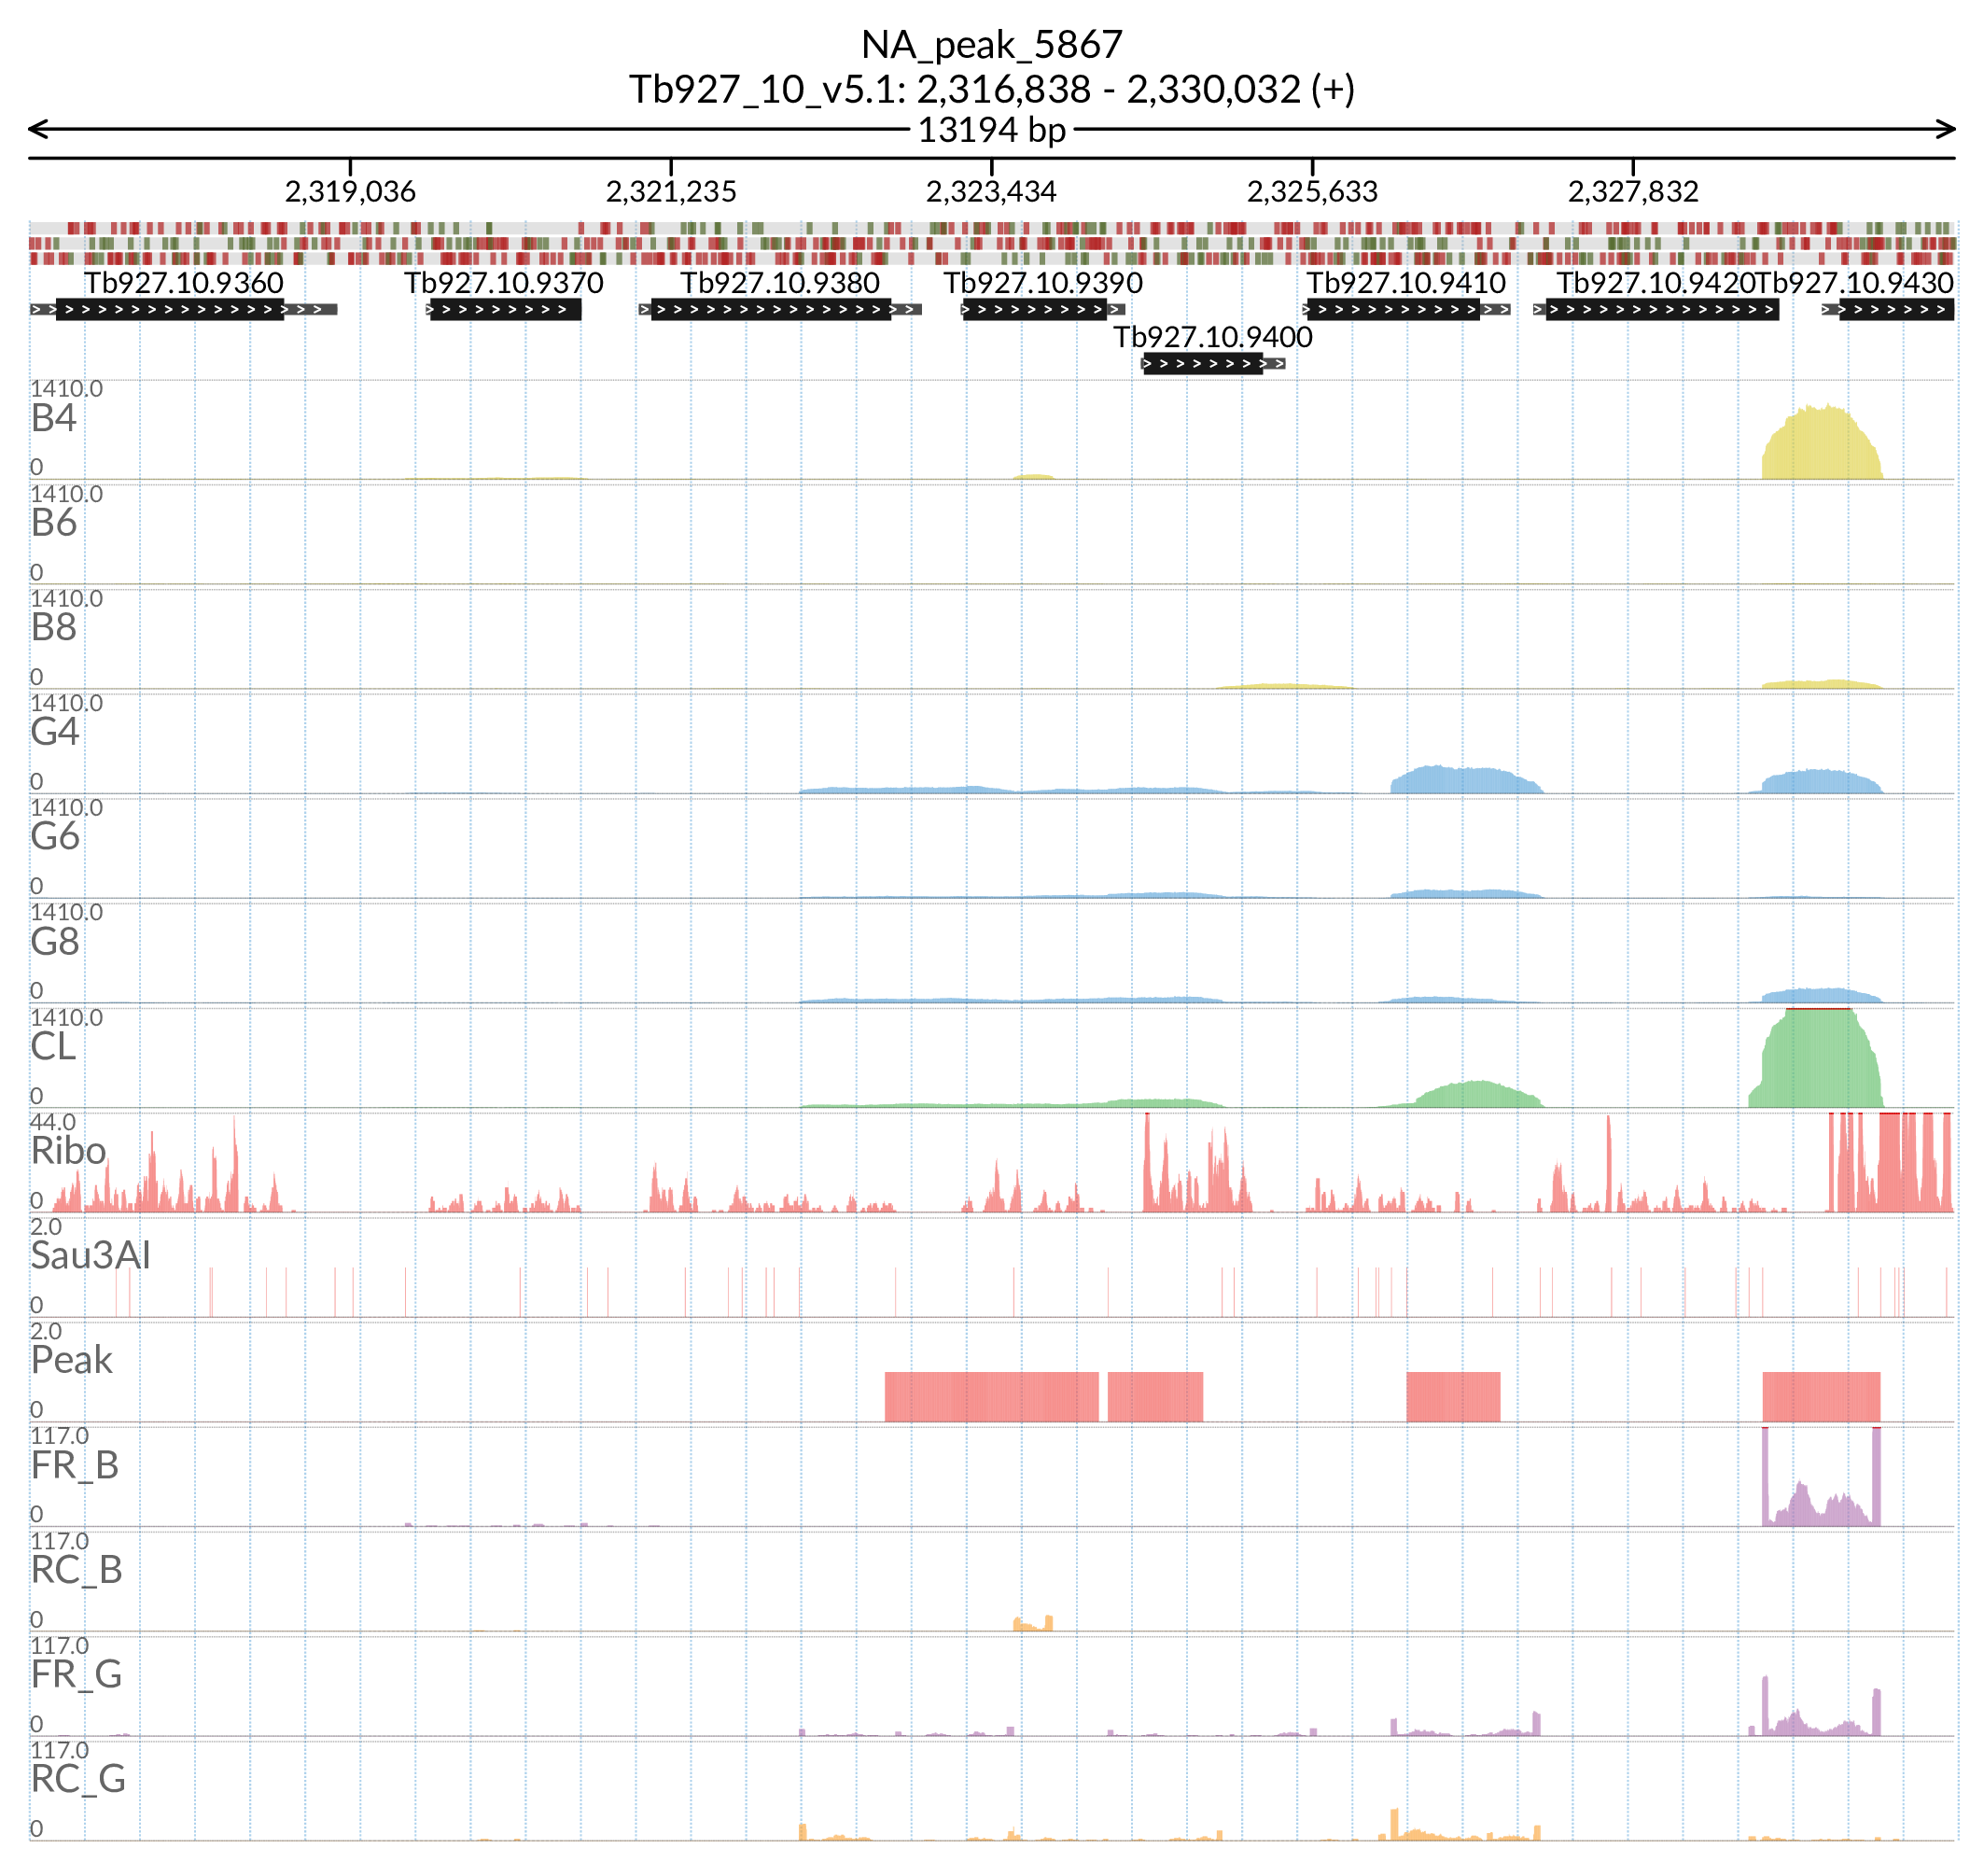 NA_peak_5867
Tb927_10_v5.1: 2,316,838 - 2,330,032 (+)
13194 bp
2,319,036 2,321,235 2,323,434 2,325,633 2,327,832
Tb927.10.9360 Tb927.10.9370 Tb927.10.9380 Tb927.10.9390 Tb927.10.9410 Tb927.10.9420 Tb927.10.9430
Tb927.10.9400
1410.0
B4
0
1410.0
B6
0
1410.0
B8
0
1410.0
G4
0
1410.0
G6
0
1410.0
G8
0
1410.0
CL
0
44.0
Ribo
0
2.0
Sau3AI
0
2.0
Peak
0
117.0
FR_B
0
117.0
RC_B
0
117.0
FR_G
0
117.0
RC_G
0